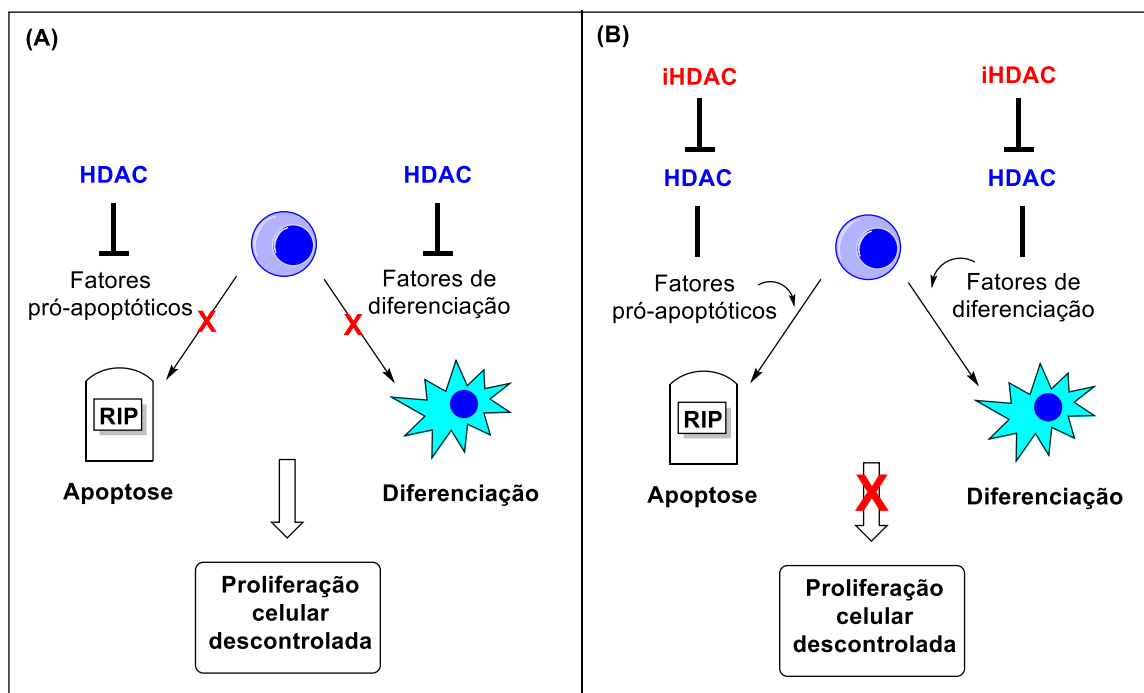 (A)
HDAC
HDAC
Fatores
pró-apoptóticos
Fatores de
diferenciação
X
X
RIP
Apoptose
Diferenciação
Proliferação
celular
descontrolada
(B)
iHDAC
iHDAC
HDAC
HDAC
Fatores
pró-apoptóticos
Fatores de
diferenciação
RIP
Apoptose
X
Diferenciação
Proliferação
celular
descontrolada